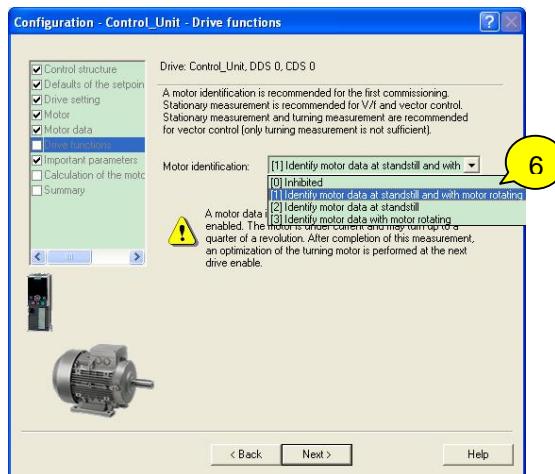 Configuration - Control_Unit - Drive functions
Control structure
Defaults of the setpoin
Drive setting
Motor
Motor data
Drive functions
Important parameters
Calculation of the moto
Summary
Drive: Control_Unit, DDS 0, CDS 0
A motor identification is recommended for the first commissioning.
Stationary measurement is recommended for V/f and vector control.
Stationary measurement and turning measurement are recommended
for vector control (only turning measurement is not sufficient).
Motor identification:
[1] Identify motor data at standstill and with
6
[0] Inhibited
[1] Identify motor data at standstill and with motor rotating
[2] Identify motor data at standstill
[3] Identify motor data with motor rotating
A motor data i
enabled. The motor is under current and may turn up to a
quarter of a revolution. After completion of this measurement,
an optimization of the turning motor is performed at the next
drive enable.
< Back
Next >
Help